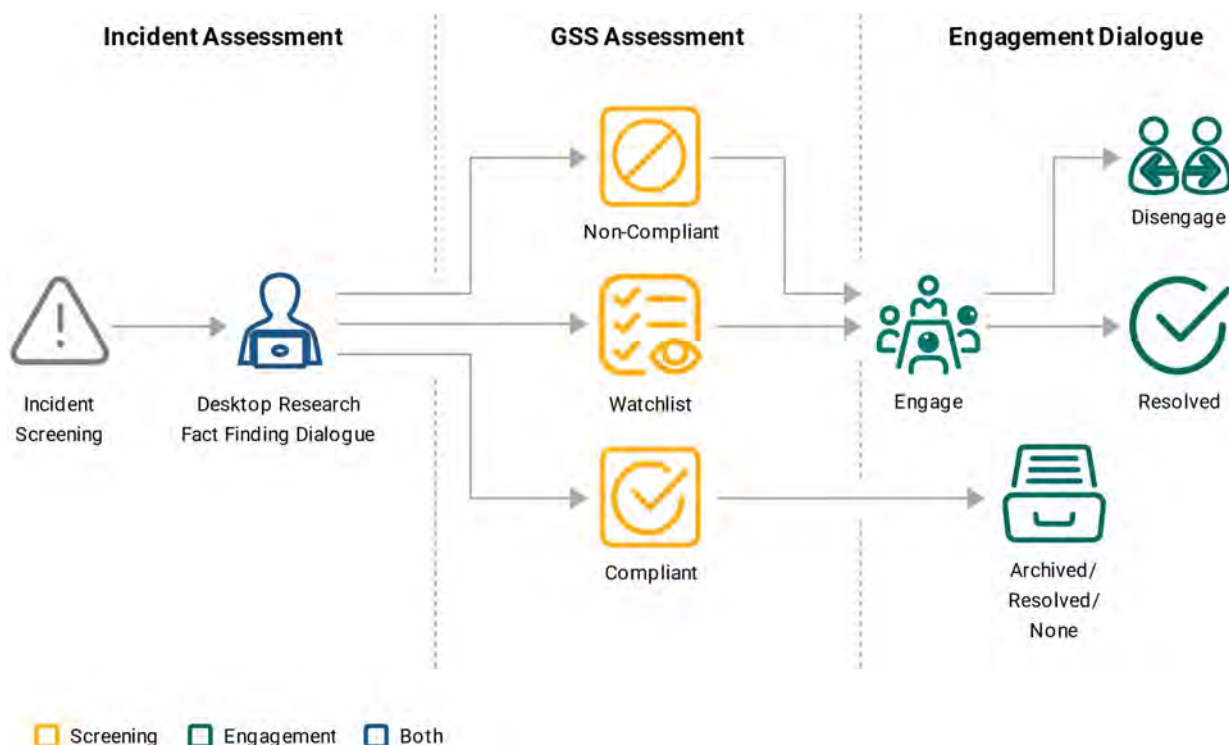 Incident Assessment
GSS Assessment
Engagement Dialogue
Non-Compliant
Disengage
Incident
Screening
Desktop Research
Fact Finding Dialogue
Watchlist
Engage
Resolved
Compliant
Archived/
Resolved/
None
Screening
Engagement
Both